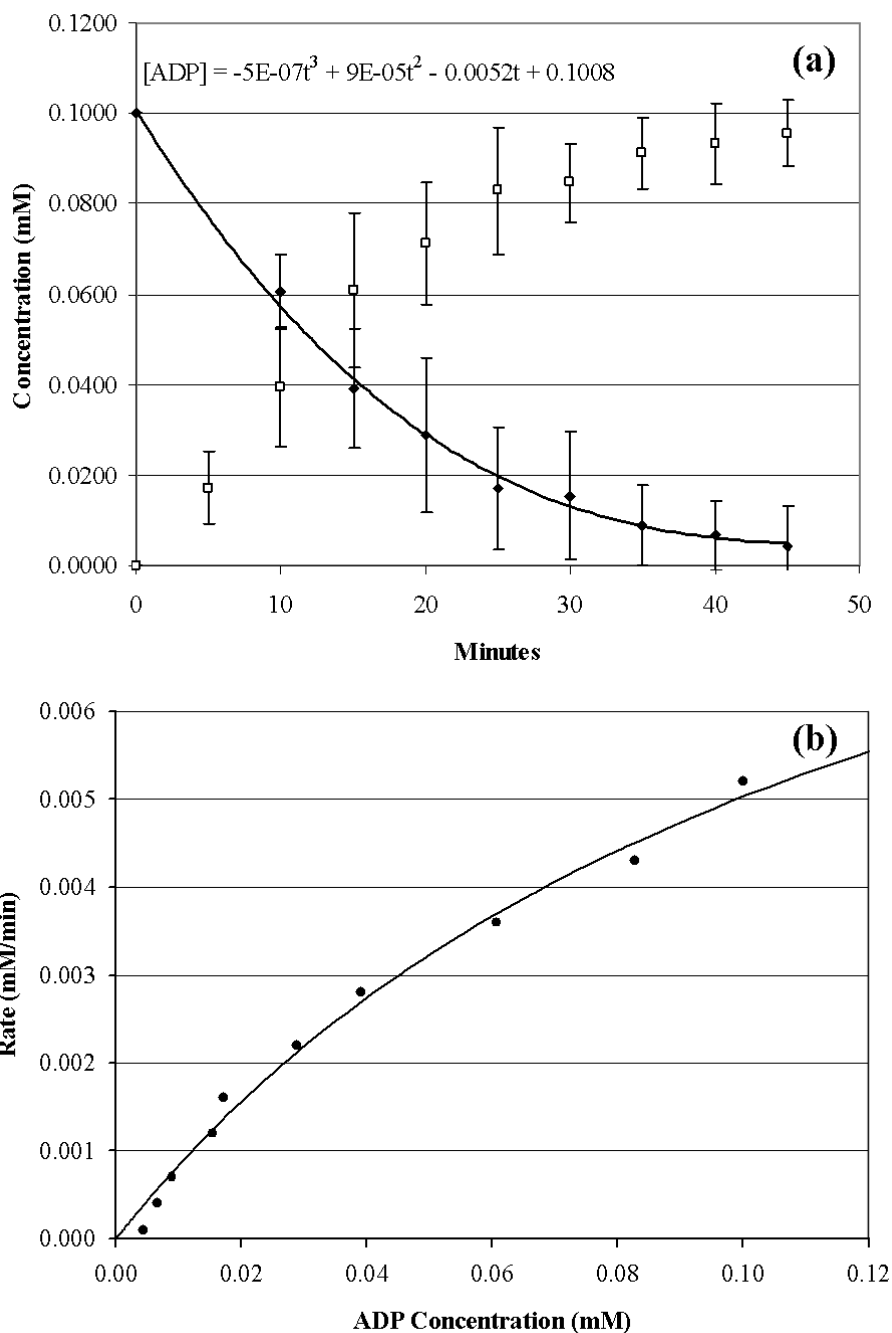 0.1200
(a)
[ADP] = -5E-07t³ + 9E-05t² - 0.0052t + 0.1008
0.1000
0.0800
0.0600
0.0400
0.0200
0.0000
Concentration (mM)
0 10 20 30 40 50
Minutes
0.006
(b)
0.005
0.004
0.003
0.002
0.001
0.000
Rate (mM/min)
0.00 0.02 0.04 0.06 0.08 0.10 0.12
ADP Concentration (mM)